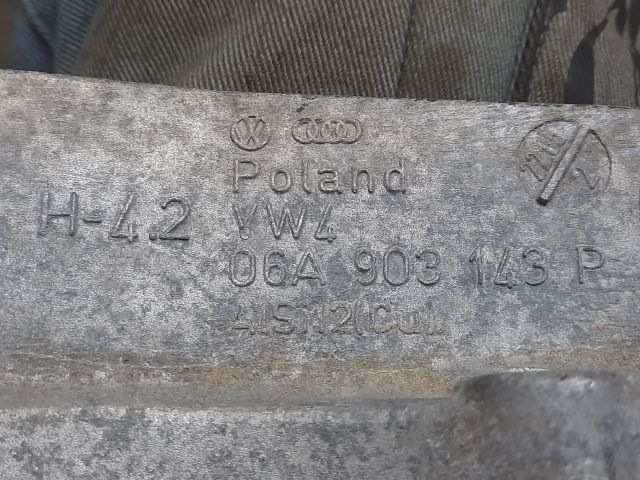 Poland
H-4.2 VW4
06A 903 143 P
AlSi12(Cu)